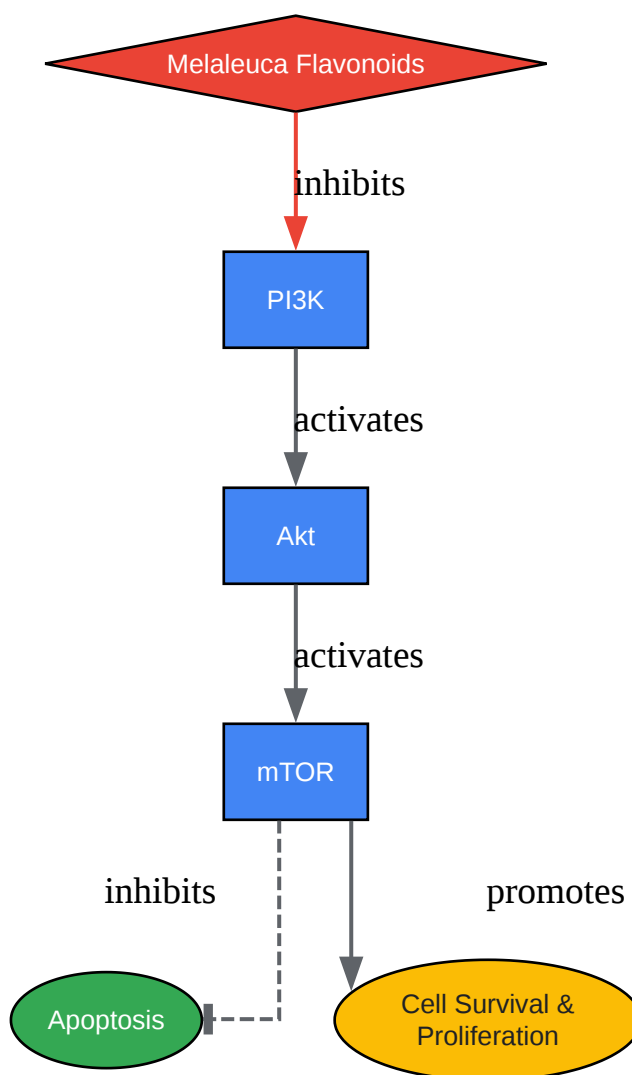 Melaleuca Flavonoids
inhibits
PI3K
activates
Akt
activates
mTOR
inhibits
promotes
Apoptosis
Cell Survival &
Proliferation